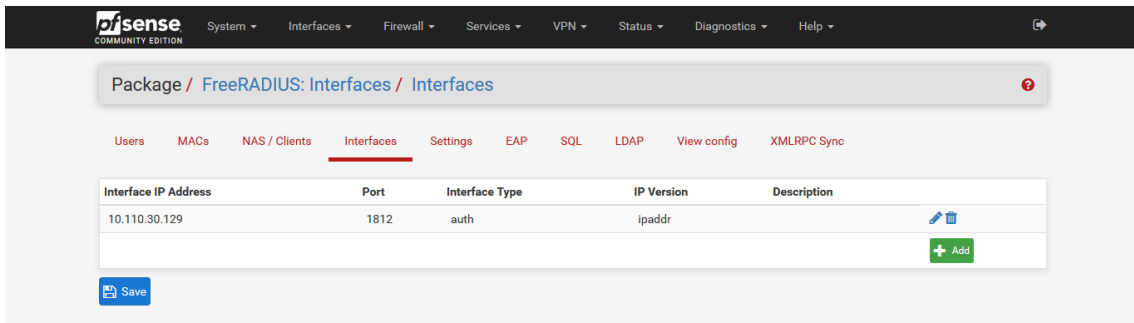 pfsense System Interfaces Firewall Services VPN Status Diagnostics Help
COMMUNITY EDITION
Package / FreeRADIUS: Interfaces / Interfaces
Users MACs NAS / Clients Interfaces Settings EAP SQL LDAP View config XMLRPC Sync
Interface IP Address Port Interface Type IP Version Description
10.110.30.129 1812 auth ipaddr
Add
Save